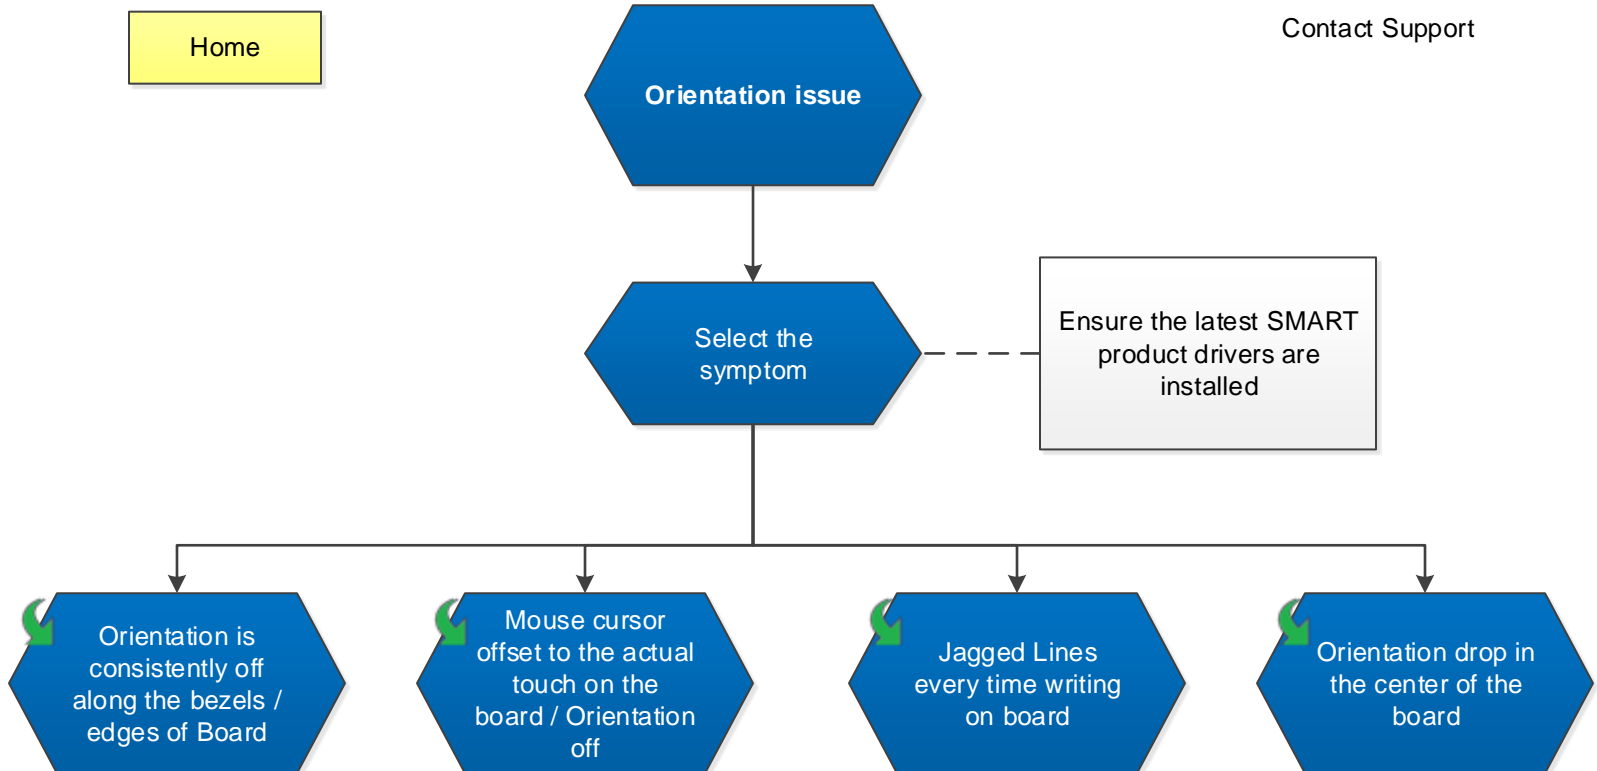 Home
Contact Support
Orientation issue
Select the
symptom
Ensure the latest SMART
product drivers are
installed
Orientation is
consistently off
along the bezels /
edges of Board
Mouse cursor
offset to the actual
touch on the
board / Orientation
off
Jagged Lines
every time writing
on board
Orientation drop in
the center of the
board